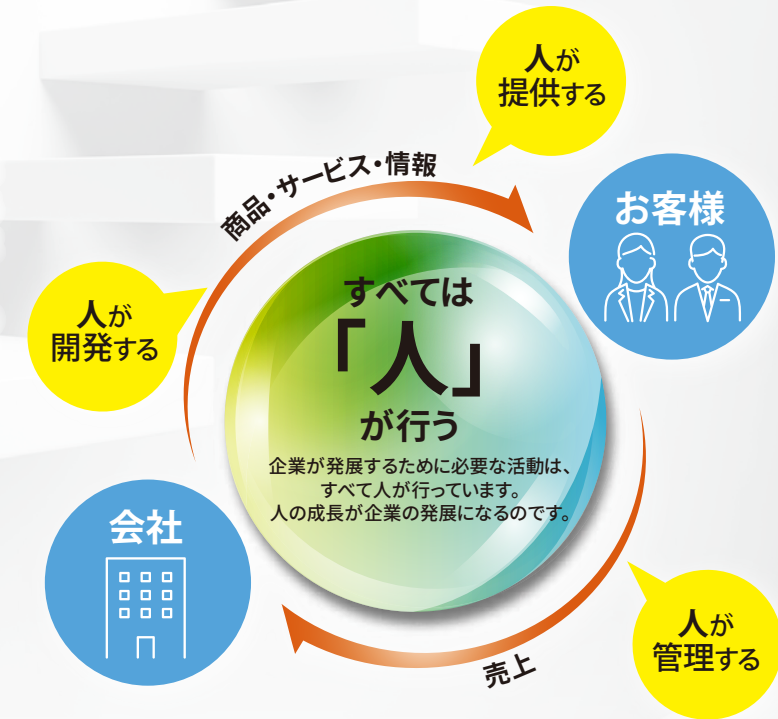 人が
提供する
商品・サービス・情報
お客様
人が
開発する
すべては
「人」
が行う
企業が発展するために必要な活動は、
すべて人が行っています。
人の成長が企業の発展になるのです。
会社
人が
管理する
売上